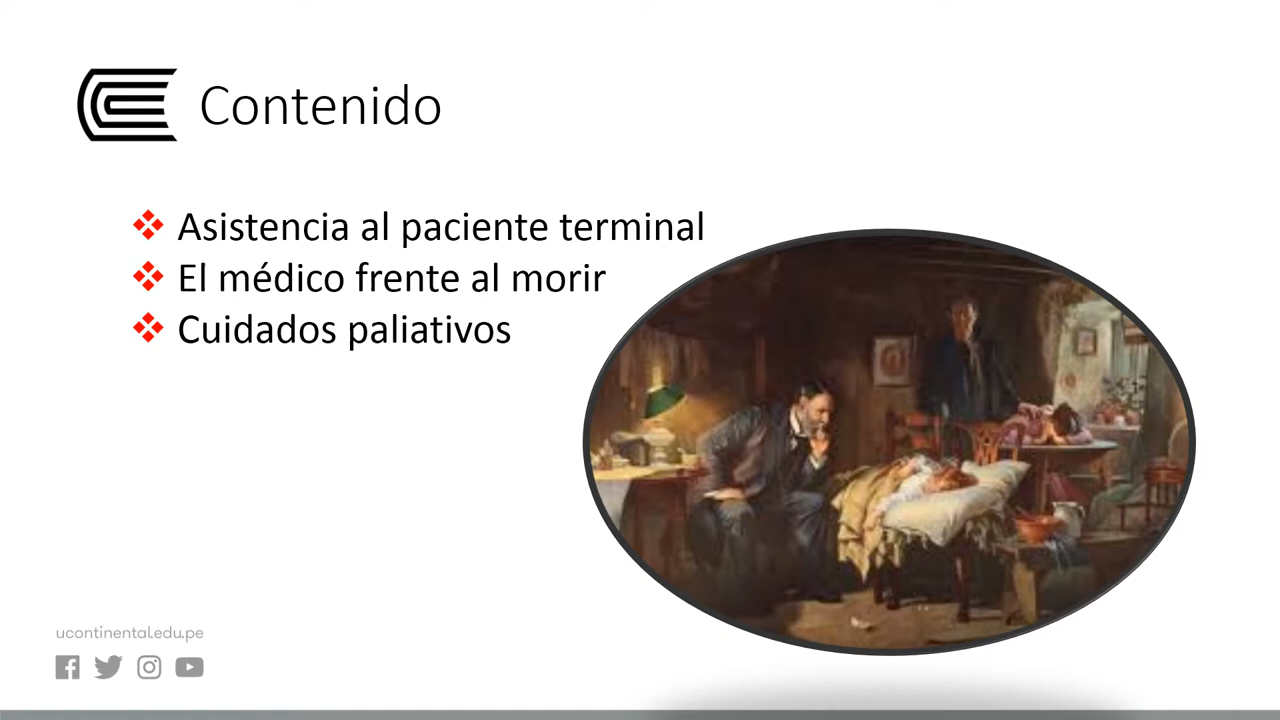 Contenido
Asistencia al paciente terminal
El médico frente al morir
Cuidados paliativos
ucontinental.edu.pe